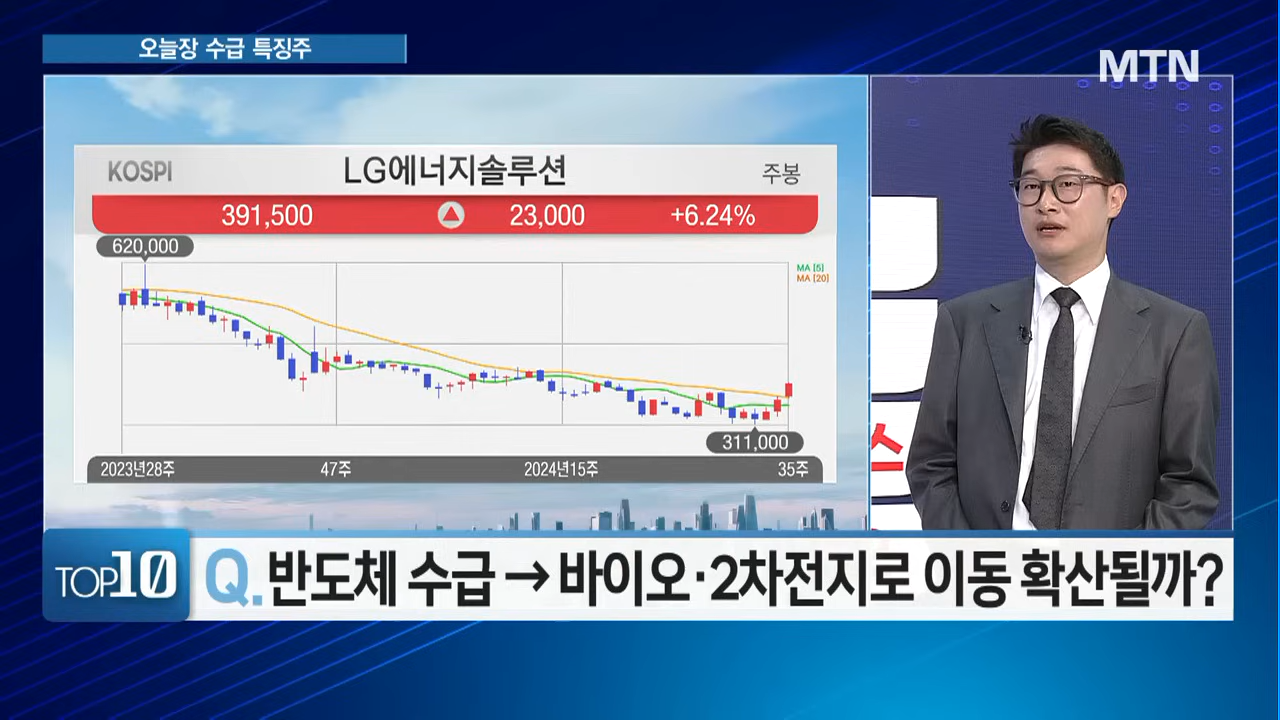 오늘장 수급 특징주
MTN
KOSPI LG에너지솔루션 주봉
391,500 23,000 +6.24%
620,000
MA [5]
MA [20]
311,000
2023년28주 47주 2024년15주 35주
스
TOP10 Q.반도체 수급→바이오·2차전지로 이동 확산될까?